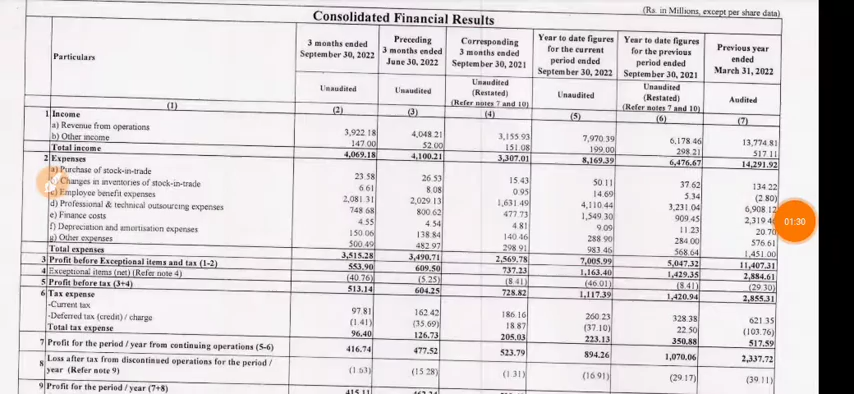 (Rs. in Millions, except per share data)
Consolidated Financial Results
Particulars | 3 months ended September 30, 2022 | Preceding 3 months ended June 30, 2022 | Corresponding 3 months ended September 30, 2021 | Year to date figures for the current period ended September 30, 2022 | Year to date figures for the previous period ended September 30, 2021 | Previous year ended March 31, 2022
Unaudited | Unaudited | Unaudited (Restated) (Refer notes 7 and 10) | Unaudited | Unaudited (Restated) (Refer notes 7 and 10) | Audited
(1) (2) (3) (4) (5) (6) (7)
1 Income
a) Revenue from operations 3,922.18 4,048.21 3,155.93 7,970.39 6,178.46 13,774.81
b) Other income 147.00 52.00 151.08 199.00 298.21 517.11
Total income 4,069.18 4,100.21 3,307.01 8,169.39 6,476.67 14,291.92
2 Expenses
a) Purchase of stock-in-trade 23.58 26.53 15.43 50.11 37.62 134.22
Changes in inventories of stock-in-trade 6.61 8.08 0.95 14.69 5.34 (2.80)
c) Employee benefit expenses 2,081.31 2,029.13 1,631.49 4,110.44 3,231.04 6,908.12
d) Professional & technical outsourcing expenses 748.68 800.62 477.73 1,549.30 909.45 2,319.4
e) Finance costs 4.55 4.54 4.81 9.09 11.23 20.70
f) Depreciation and amortisation expenses 150.06 138.84 140.46 288.90 284.00 576.61
g) Other expenses 500.49 482.97 298.91 983.46 568.64 1,451.00
Total expenses 3,515.28 3,490.71 2,569.78 7,005.99 5,047.32 11,407.31
3 Profit before Exceptional items and tax (1-2) 553.90 609.50 737.23 1,163.40 1,429.35 2,884.61
4 Exceptional items (net) (Refer note 4) (40.76) (5.25) (8.41) (46.01) (8.41) (29.30)
5 Profit before tax (3+4) 513.14 604.25 728.82 1,117.39 1,420.94 2,855.31
6 Tax expense
-Current tax 97.81 162.42 186.16 260.23 328.38 621.35
-Deferred tax (credit) / charge (1.41) (35.69) 18.87 (37.10) 22.50 (103.76)
Total tax expense 96.40 126.73 205.03 223.13 350.88 517.59
7 Profit for the period / year from continuing operations (5-6) 416.74 477.52 523.79 894.26 1,070.06 2,337.72
8 Loss after tax from discontinued operations for the period / year (Refer note 9) (1.63) (15.28) (1.31) (16.91) (29.17) (39.11)
9 Profit for the period / year (7+8)
01:30